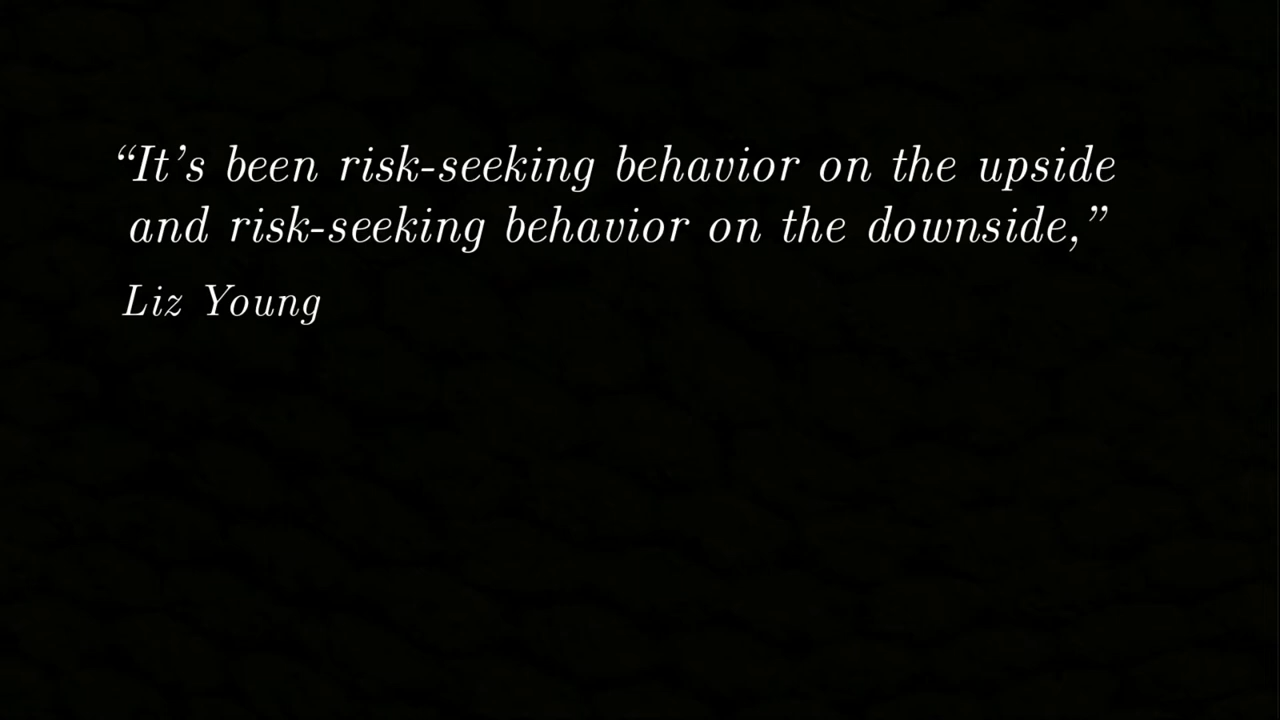 “It’s been risk-seeking behavior on the upside
and risk-seeking behavior on the downside,”
Liz Young